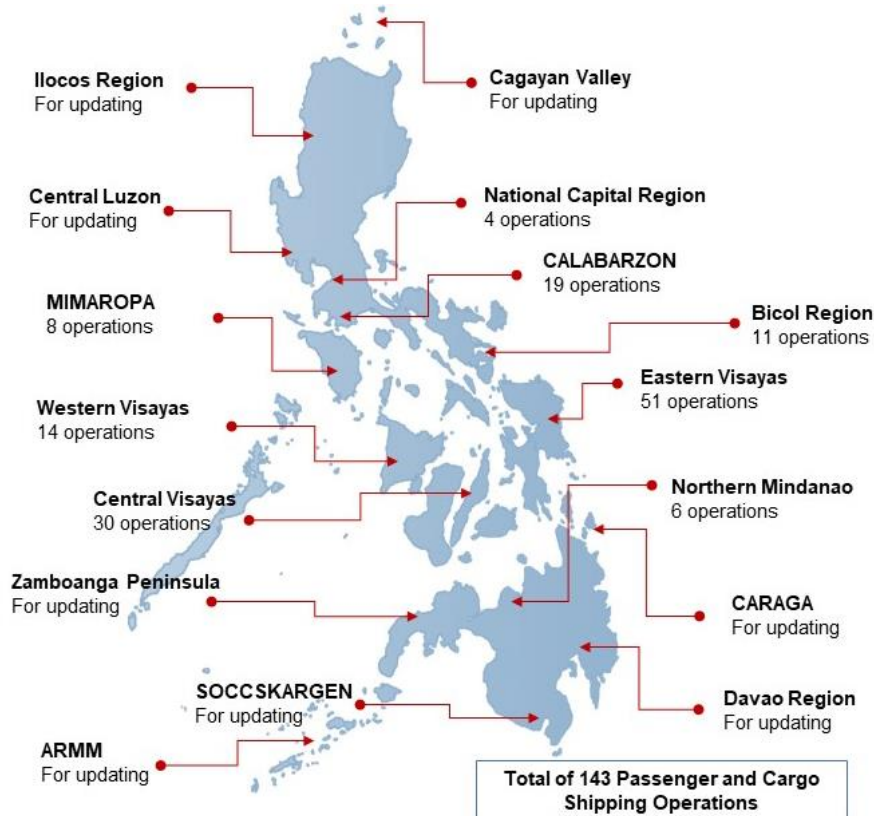 Ilocos Region
For updating
Cagayan Valley
For updating
Central Luzon
For updating
National Capital Region
4 operations
CALABARZON
19 operations
MIMAROPA
8 operations
Bicol Region
11 operations
Eastern Visayas
51 operations
Western Visayas
14 operations
Northern Mindanao
6 operations
Central Visayas
30 operations
Zamboanga Peninsula
For updating
CARAGA
For updating
SOCCSKARGEN
For updating
Davao Region
For updating
ARMM
For updating
Total of 143 Passenger and Cargo
Shipping Operations